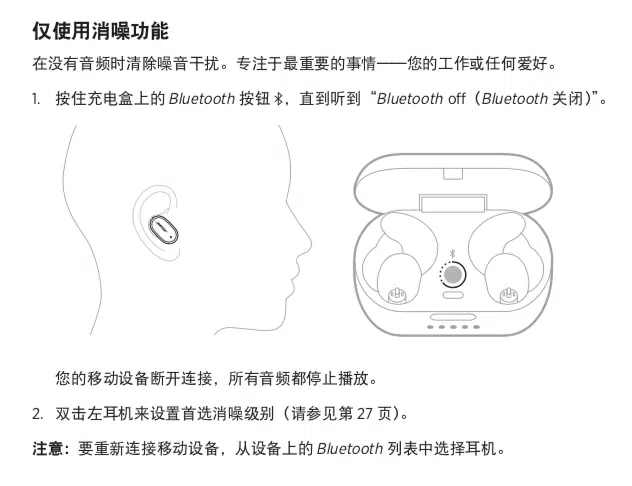 仅使用消噪功能
在没有音频时清除噪音干扰。专注于最重要的事情——您的工作或任何爱好。
1. 按住充电盒上的 Bluetooth 按钮，直到听到“Bluetooth off（Bluetooth 关闭）”。
您的移动设备断开连接，所有音频都停止播放。
2. 双击左耳机来设置首选消噪级别（请参见第 27 页）。
注意：要重新连接移动设备，从设备上的 Bluetooth 列表中选择耳机。